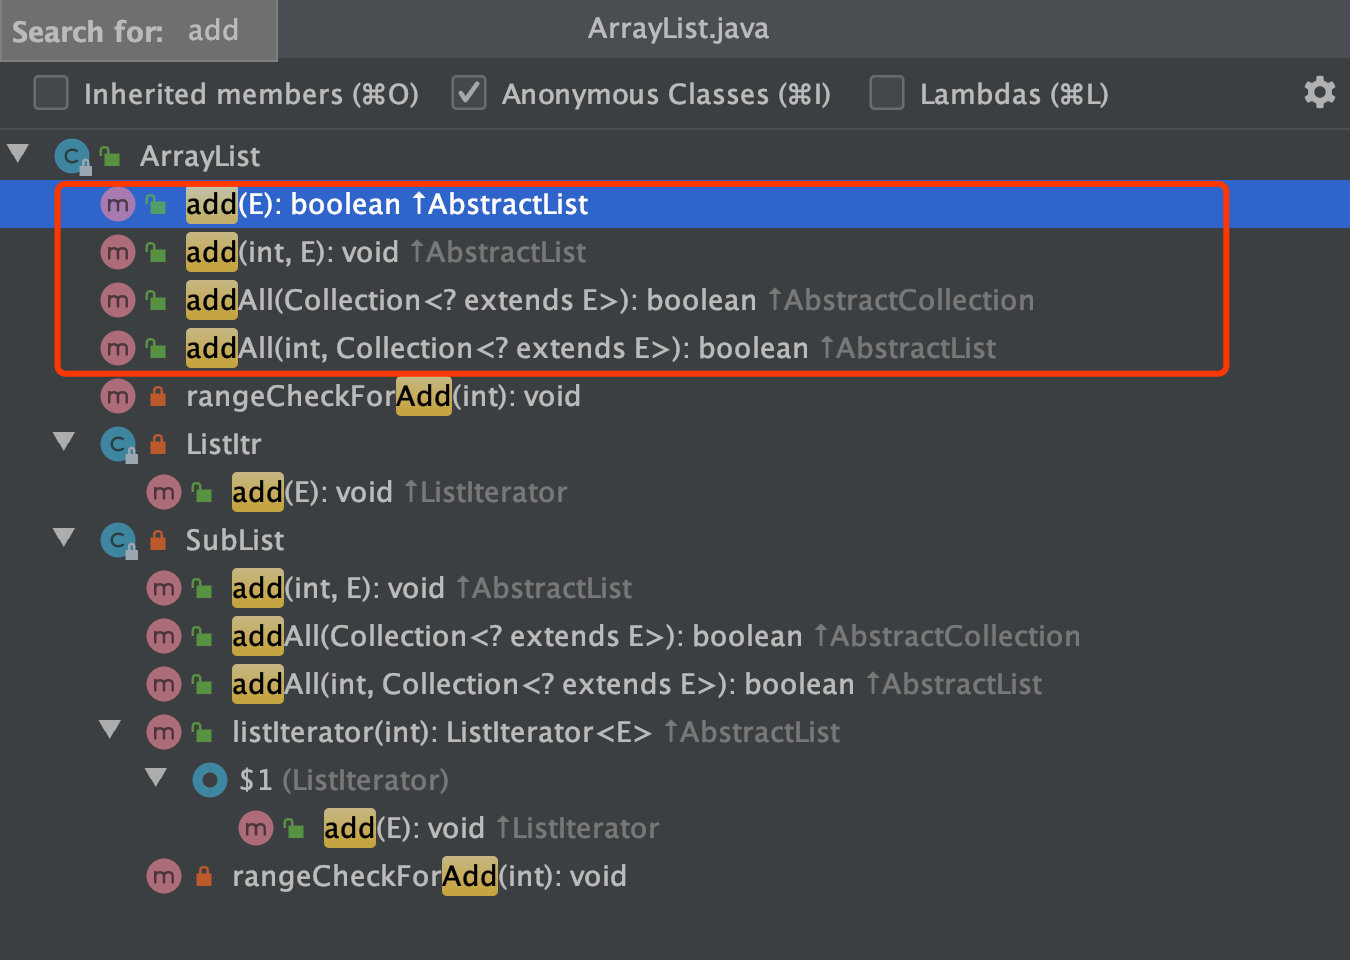 Search for: add
ArrayList.java
Inherited members (⌘O) Anonymous Classes (⌘I) Lambdas (⌘L)
C ArrayList
m add(E): boolean ↑AbstractList
m add(int, E): void ↑AbstractList
m addAll(Collection<? extends E>): boolean ↑AbstractCollection
m addAll(int, Collection<? extends E>): boolean ↑AbstractList
m rangeCheckForAdd(int): void
C ListItr
m add(E): void ↑ListIterator
C SubList
m add(int, E): void ↑AbstractList
m addAll(Collection<? extends E>): boolean ↑AbstractCollection
m addAll(int, Collection<? extends E>): boolean ↑AbstractList
m listIterator(int): ListIterator<E> ↑AbstractList
$1 (ListIterator)
m add(E): void ↑ListIterator
m rangeCheckForAdd(int): void